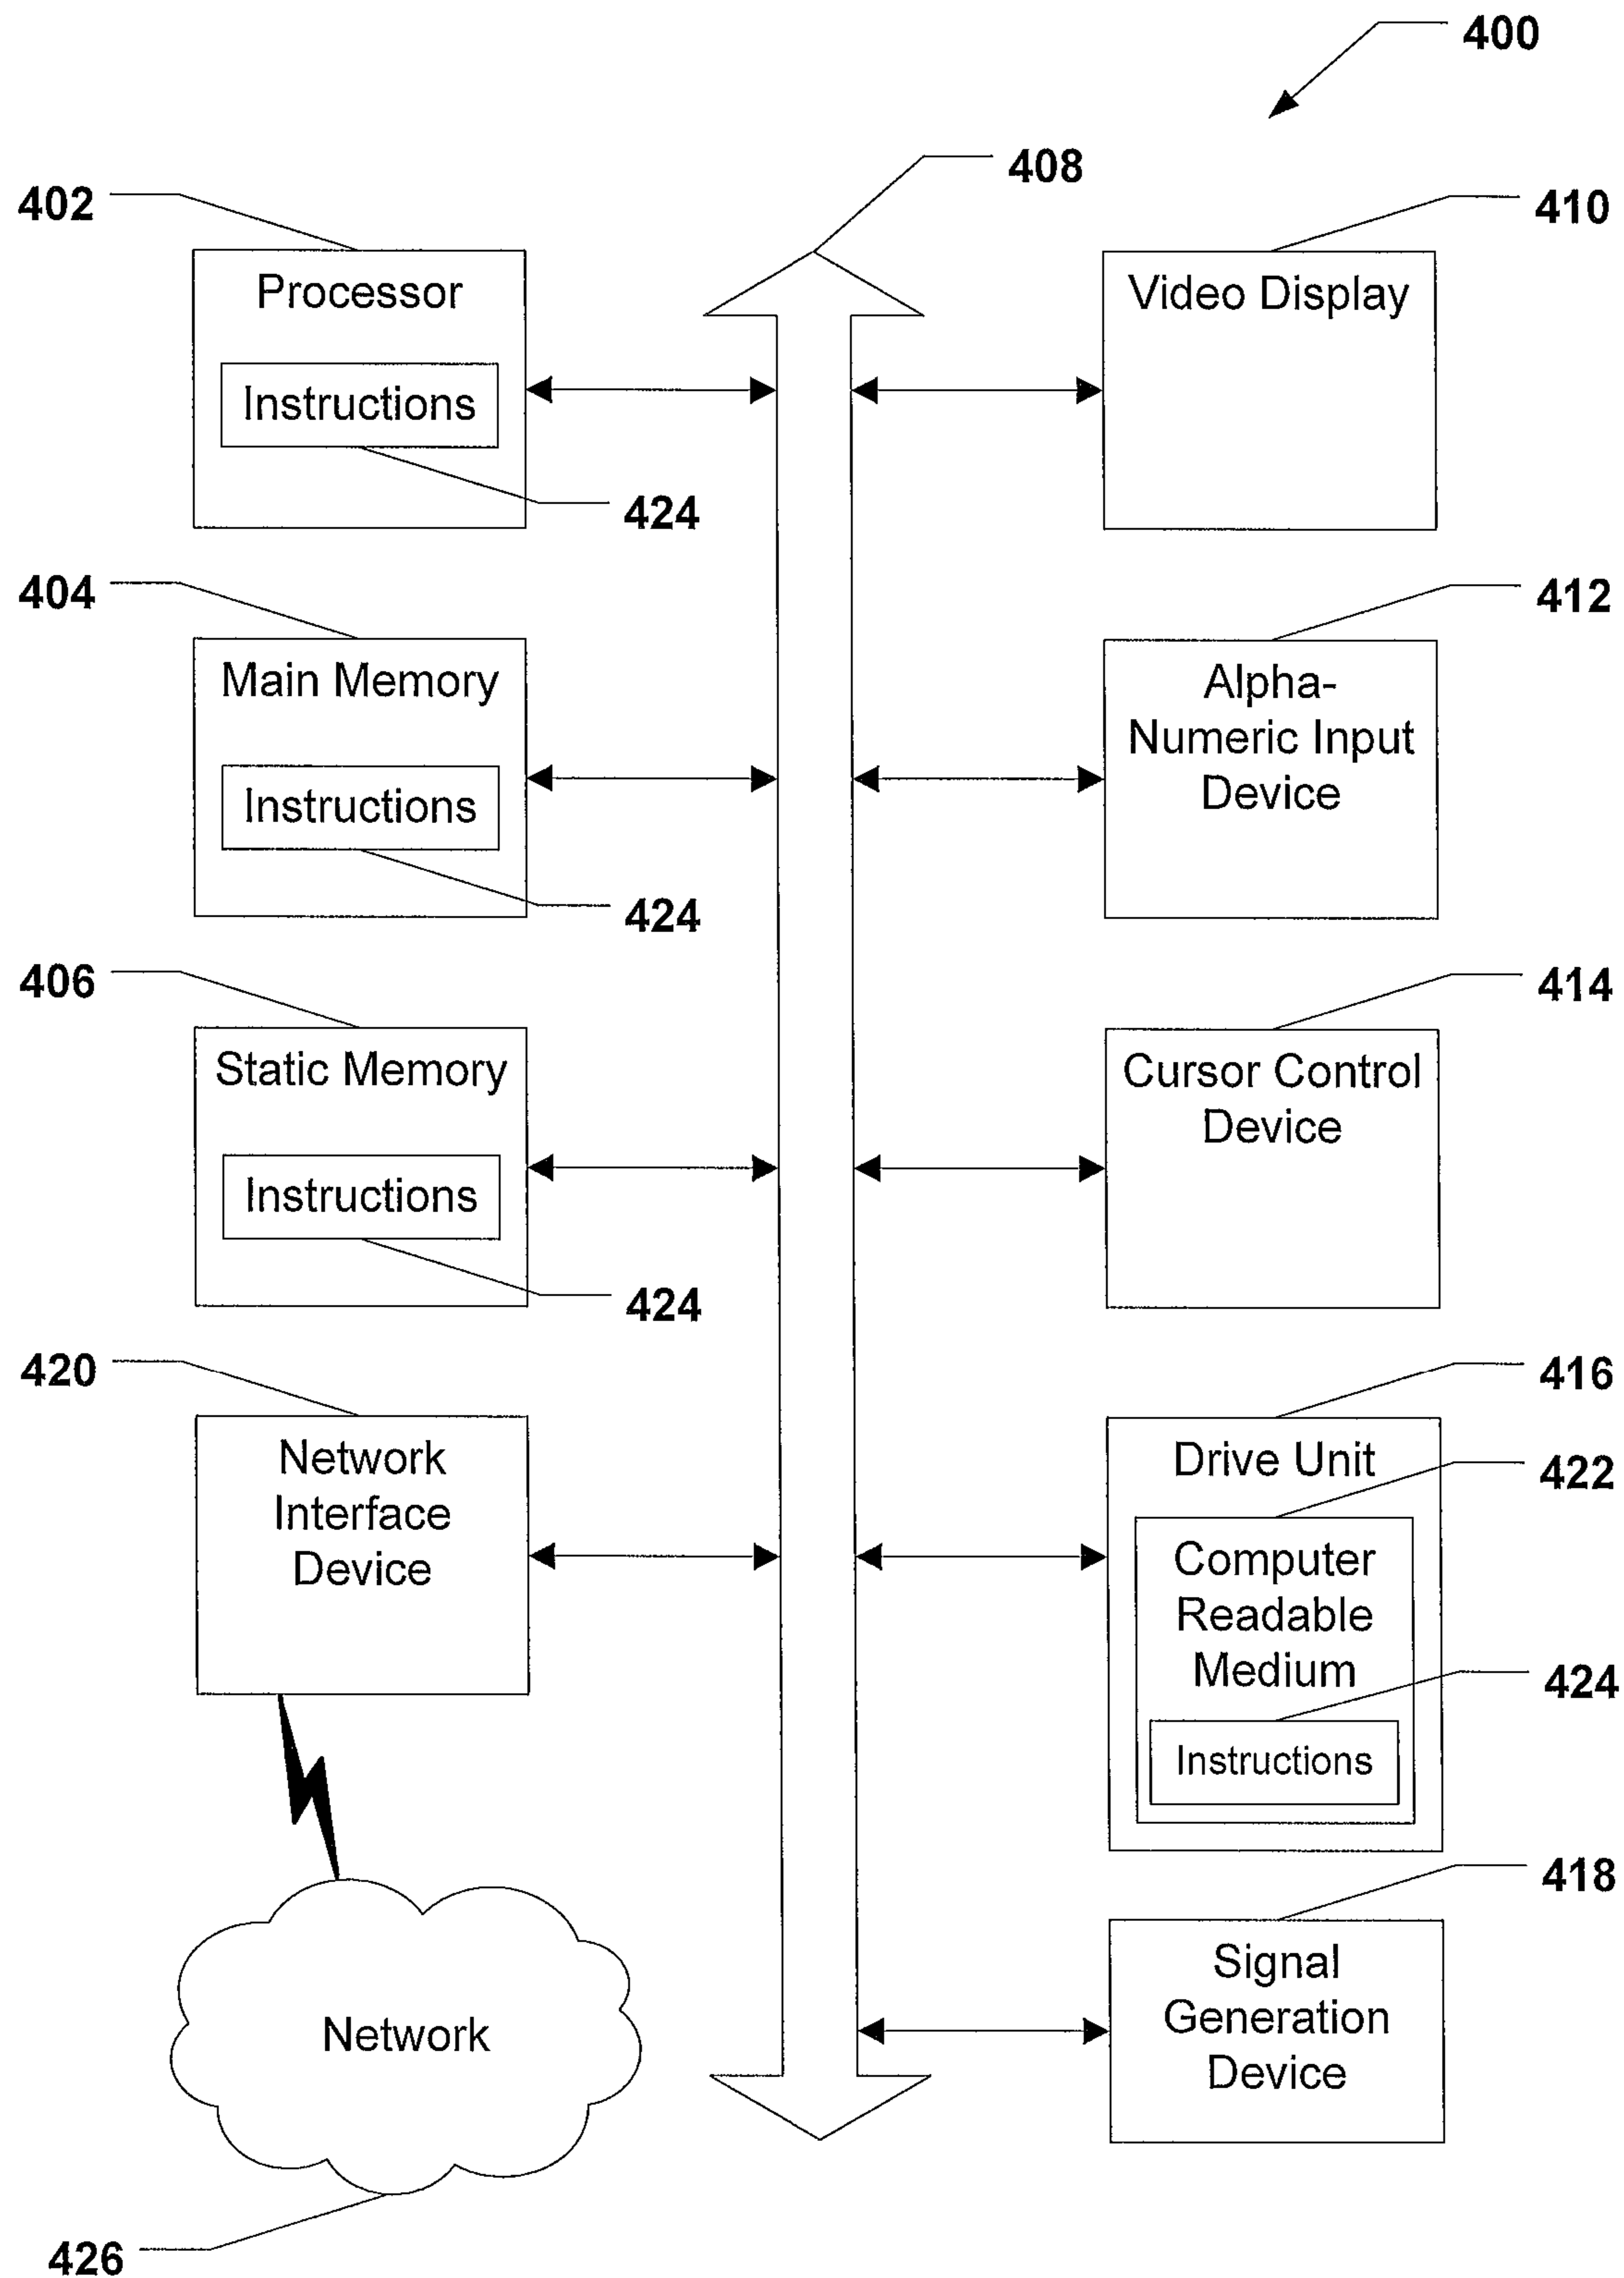 400
408
402
410
Processor
Video Display
Instructions
424
404
412
Main Memory
Alpha-
Numeric Input
Device
Instructions
424
406
414
Static Memory
Cursor Control
Device
Instructions
424
420
416
Network
Interface
Device
Drive Unit
422
Computer
Readable
Medium
424
Instructions
418
Signal
Generation
Device
Network
426